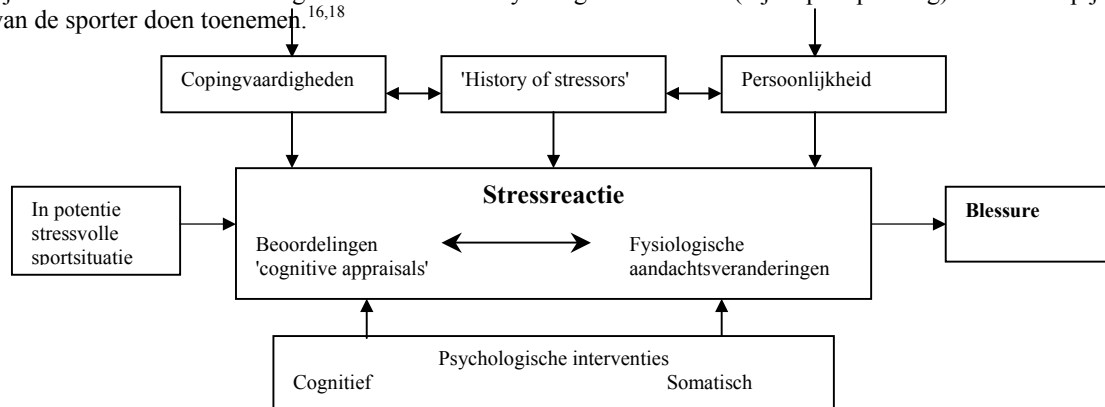 van de sporter doen toenemen.16,18
Copingvaardigheden
'History of stressors'
Persoonlijkheid
Stressreactie
In potentie
stressvolle
sportsituatie
Beoordelingen
'cognitive appraisals'
Fysiologische
aandachtsveranderingen
Blessure
Psychologische interventies
Cognitief
Somatisch